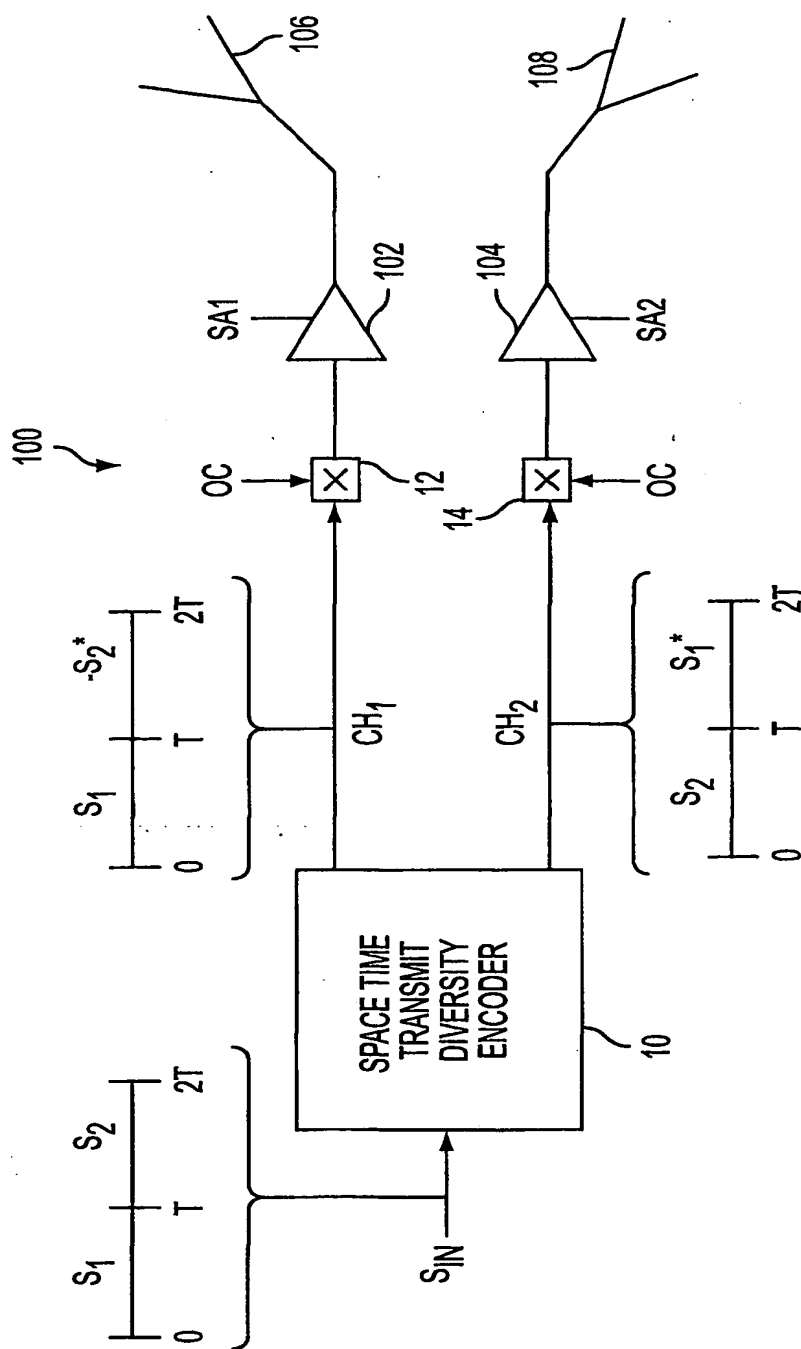 100
S1 S2
0 T 2T
SIN
SPACE TIME
TRANSMIT
DIVERSITY
ENCODER
10
S1 -S2*
0 T 2T
CH1
OC
12
SA1
102
106
CH2
S2 S1*
0 T 2T
14
OC
104
SA2
108